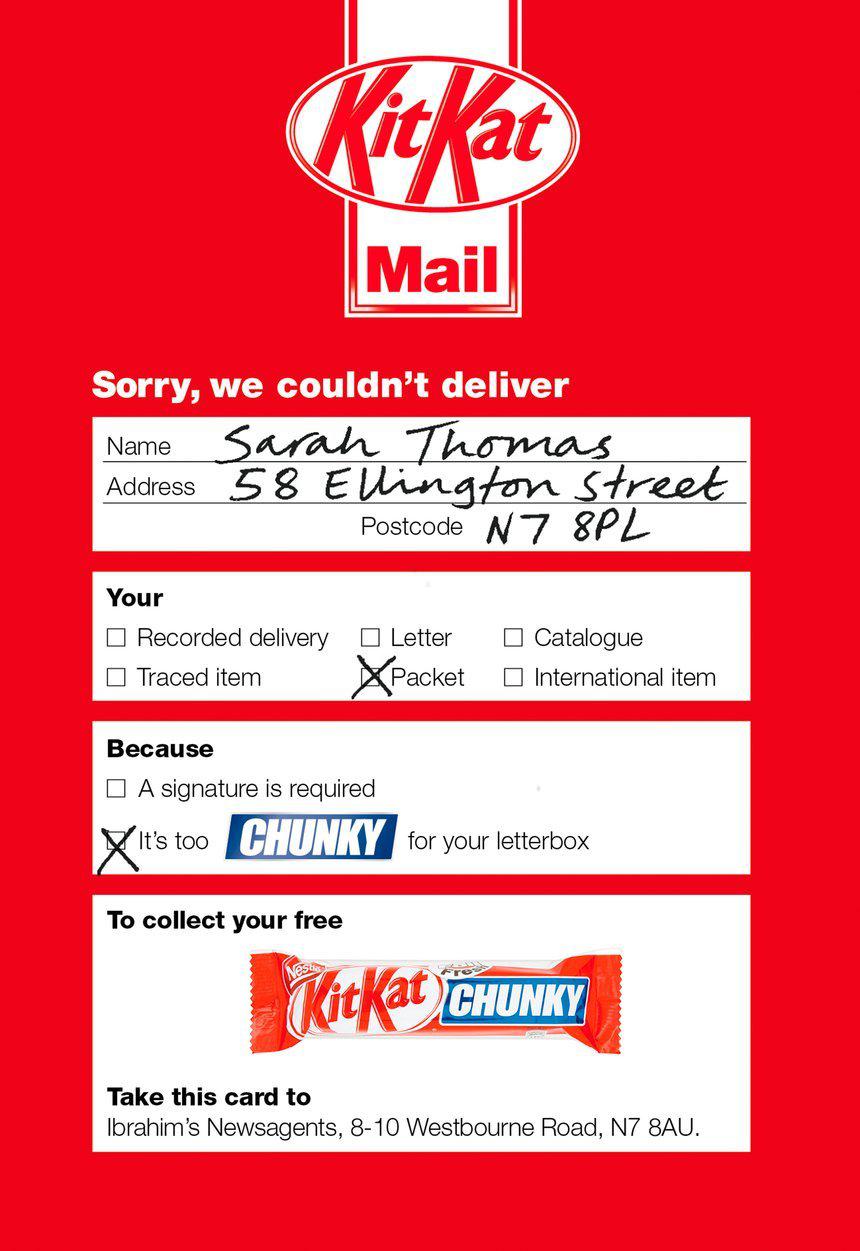 KitKat
Mail
Sorry, we couldn't deliver
Name Sarah Thomas
Address 58 Ellington Street
Postcode N7 8PL
Your
Recorded delivery Letter Catalogue
Traced item Packet International item
Because
A signature is required
It's too CHUNKY for your letterbox
To collect your free
Nestlé
KitKat CHUNKY
Take this card to
Ibrahim's Newsagents, 8-10 Westbourne Road, N7 8AU.